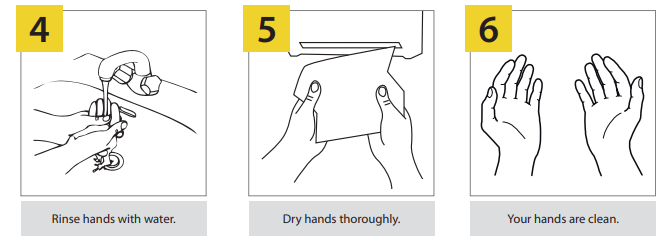 4
5
6
Rinse hands with water.
Dry hands thoroughly.
Your hands are clean.